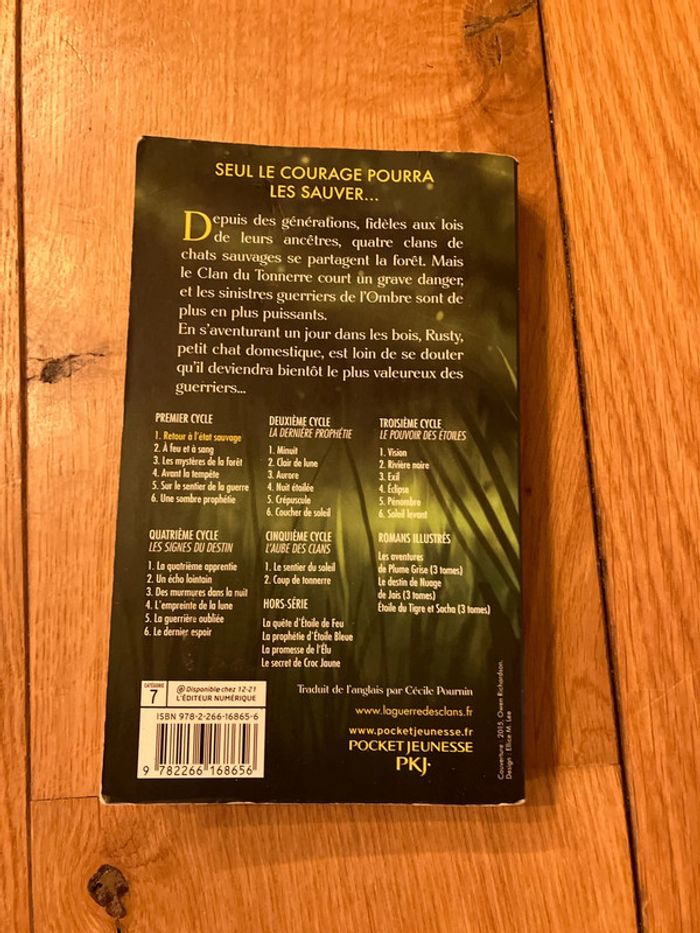 SEUL LE COURAGE POURRA
LES SAUVER...
Depuis des générations, fidèles aux lois
de leurs ancêtres, quatre clans de
chats sauvages se partagent la forêt. Mais
le Clan du Tonnerre court un grave danger,
et les sinistres guerriers de l'Ombre sont de
plus en plus puissants.
En s'aventurant un jour dans les bois, Rusty,
petit chat domestique, est loin de se douter
qu'il deviendra bientôt le plus valeureux des
guerriers...
PREMIER CYCLE
1. Retour à l'état sauvage
2. À feu et à sang
3. Les mystères de la forêt
4. Avant la tempête
5. Sur le sentier de la guerre
6. Une sombre prophétie
DEUXIÈME CYCLE
LA DERNIÈRE PROPHÉTIE
1. Minuit
2. Clair de lune
3. Aurore
4. Nuit étoilée
5. Crépuscule
6. Coucher de soleil
TROISIÈME CYCLE
LE POUVOIR DES ÉTOILES
1. Vision
2. Rivière noire
3. Exil
4. Éclipse
5. Pénombre
6. Soleil levant
QUATRIÈME CYCLE
LES SIGNES DU DESTIN
1. La quatrième apprentie
2. Un écho lointain
3. Des murmures dans la nuit
4. L'empreinte de la lune
5. La guerrière oubliée
6. Le dernier espoir
CINQUIÈME CYCLE
L'AUBE DES CLANS
1. Le sentier du soleil
2. Coup de tonnerre
HORS-SÉRIE
La quête d'Étoile de Feu
La prophétie d'Étoile Bleue
La promesse de l'Élu
Le secret de Croc Jaune
ROMANS ILLUSTRÉS
Les aventures
de Plume Grise (3 tomes)
Le destin de Nuage
de Jais (3 tomes)
Étoile du Tigre et Sacha (3 tomes)
CATÉGORIE
7
@ Disponible chez 12-21
L'ÉDITEUR NUMÉRIQUE
ISBN 978-2-266-16865-6
9 782266 168656
Traduit de l'anglais par Cécile Pournin
www.laguerredesclans.fr
www.pocketjeunesse.fr
POCKET JEUNESSE
PKJ·
Couverture : 2015, Owen Richardson.
Design : Ellice M. Lee